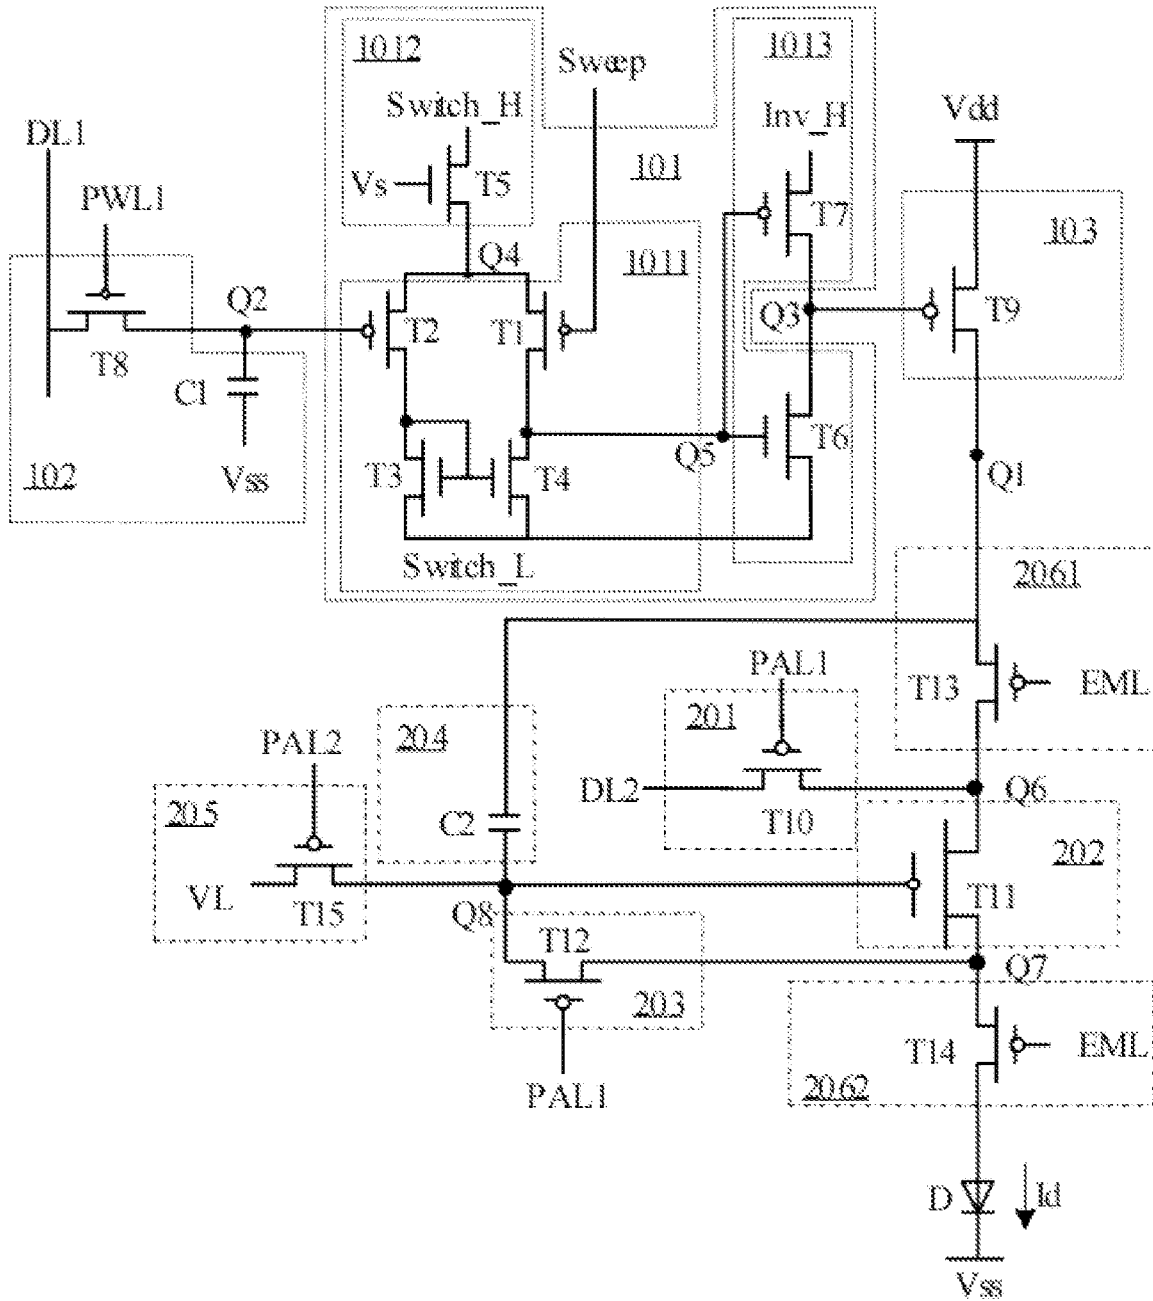 1012
Sweep
1013
Switch_H
Inv_H
Vdd
DL1
101
Vs
T5
PWL1
T7
103
Q4
1011
Q2
T2
T1
Q3
T9
T8
C1
T6
Q5
T3
T4
Q1
102
Vss
Switch_L
2061
PAL1
T13
EML
201
204
PAL2
DL2
Q6
205
C2
T10
202
VL
T15
T11
Q8
T12
Q7
203
T14
EML
2062
PAL1
D
Id
Vss